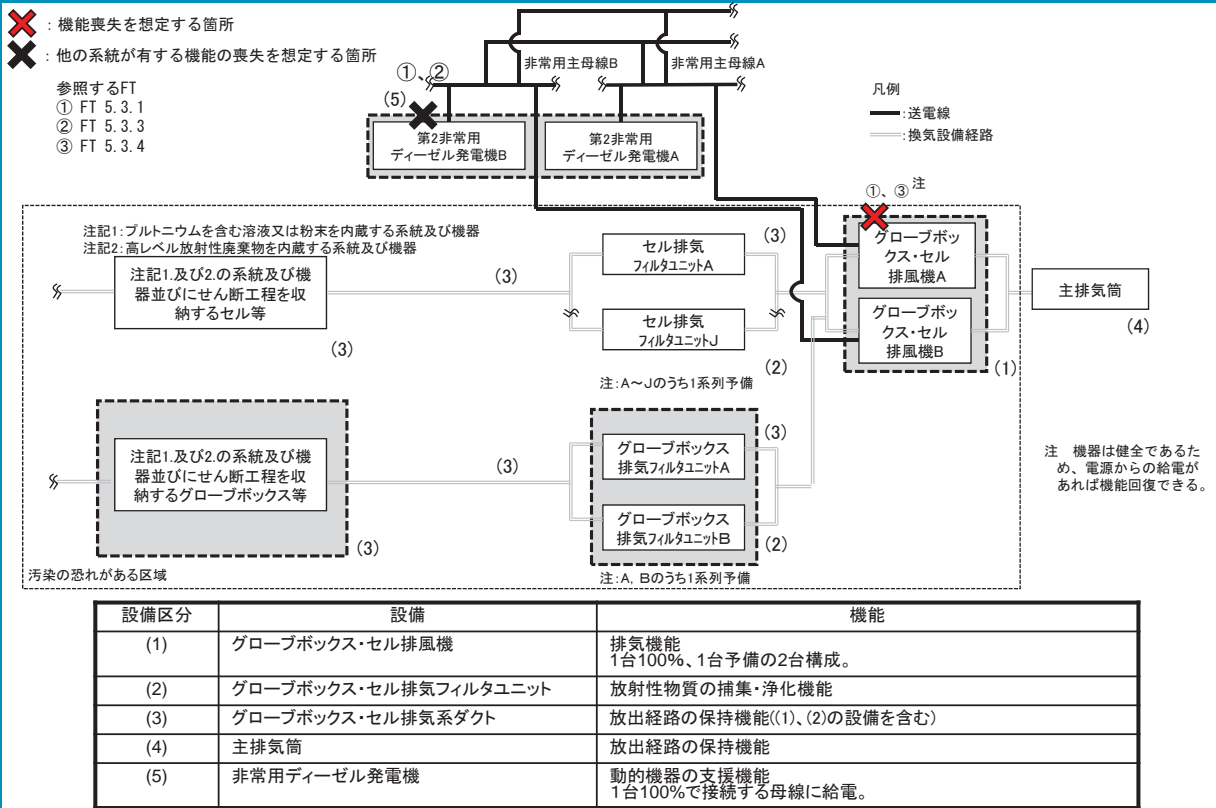 ：機能喪失を想定する箇所
：他の系統が有する機能の喪失を想定する箇所
参照するFT
① FT 5.3.1
② FT 5.3.3
③ FT 5.3.4
①、②
(5)
非常用主母線B
非常用主母線A
第2非常用
ディーゼル発電機B
第2非常用
ディーゼル発電機A
凡例
:送電線
:換気設備経路
①、③注
注記1:プルトニウムを含む溶液又は粉末を内蔵する系統及び機器
注記2:高レベル放射性廃棄物を内蔵する系統及び機器
注記1.及び2.の系統及び機
器並びにせん断工程を収
納するセル等
(3)
(3)
セル排気
フィルタユニットA
(3)
セル排気
フィルタユニットJ
(2)
注:A～Jのうち1系列予備
グローブボッ
クス・セル
排風機A
グローブボッ
クス・セル
排風機B
(1)
主排気筒
(4)
注記1.及び2.の系統及び機
器並びにせん断工程を収
納するグローブボックス等
(3)
(3)
グローブボックス
排気フィルタユニットA
(3)
グローブボックス
排気フィルタユニットB
(2)
注:A, Bのうち1系列予備
注　機器は健全であるた
め、電源からの給電が
あれば機能回復できる。
汚染の恐れがある区域
設備区分 設備 機能
(1) グローブボックス・セル排風機 排気機能
1台100%、1台予備の2台構成。
(2) グローブボックス・セル排気フィルタユニット 放射性物質の捕集・浄化機能
(3) グローブボックス・セル排気系ダクト 放出経路の保持機能((1)、(2)の設備を含む)
(4) 主排気筒 放出経路の保持機能
(5) 非常用ディーゼル発電機 動的機器の支援機能
1台100%で接続する母線に給電。